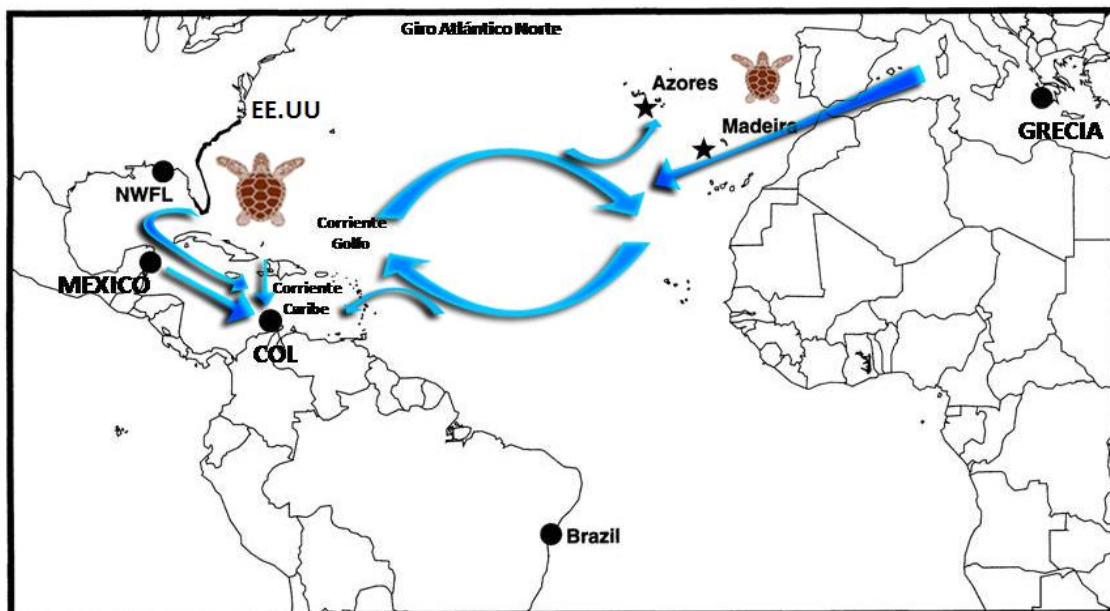 Giro Atlántico Norte
Azores
EE.UU
Madeira
GRECIA
NWFL
Corriente
Golfo
MEXICO
Corriente
Caribe
COL
Brazil